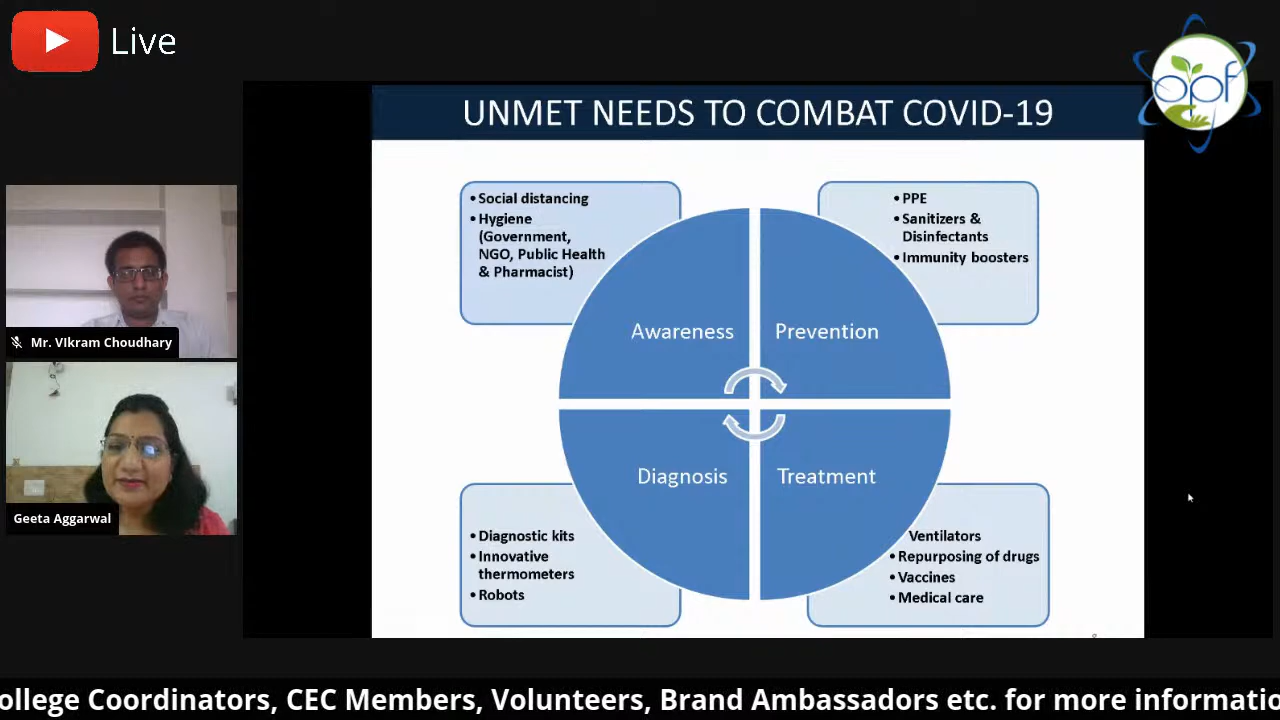 Live
opf
UNMET NEEDS TO COMBAT COVID-19
• Social distancing
• Hygiene
(Government,
NGO, Public Health
& Pharmacist)
• PPE
• Sanitizers &
Disinfectants
• Immunity boosters
Awareness
Prevention
Mr. VIkram Choudhary
Diagnosis
Treatment
Geeta Aggarwal
• Diagnostic kits
• Innovative
thermometers
• Robots
Ventilators
• Repurposing of drugs
• Vaccines
• Medical care
ollege Coordinators, CEC Members, Volunteers, Brand Ambassadors etc. for more informatio